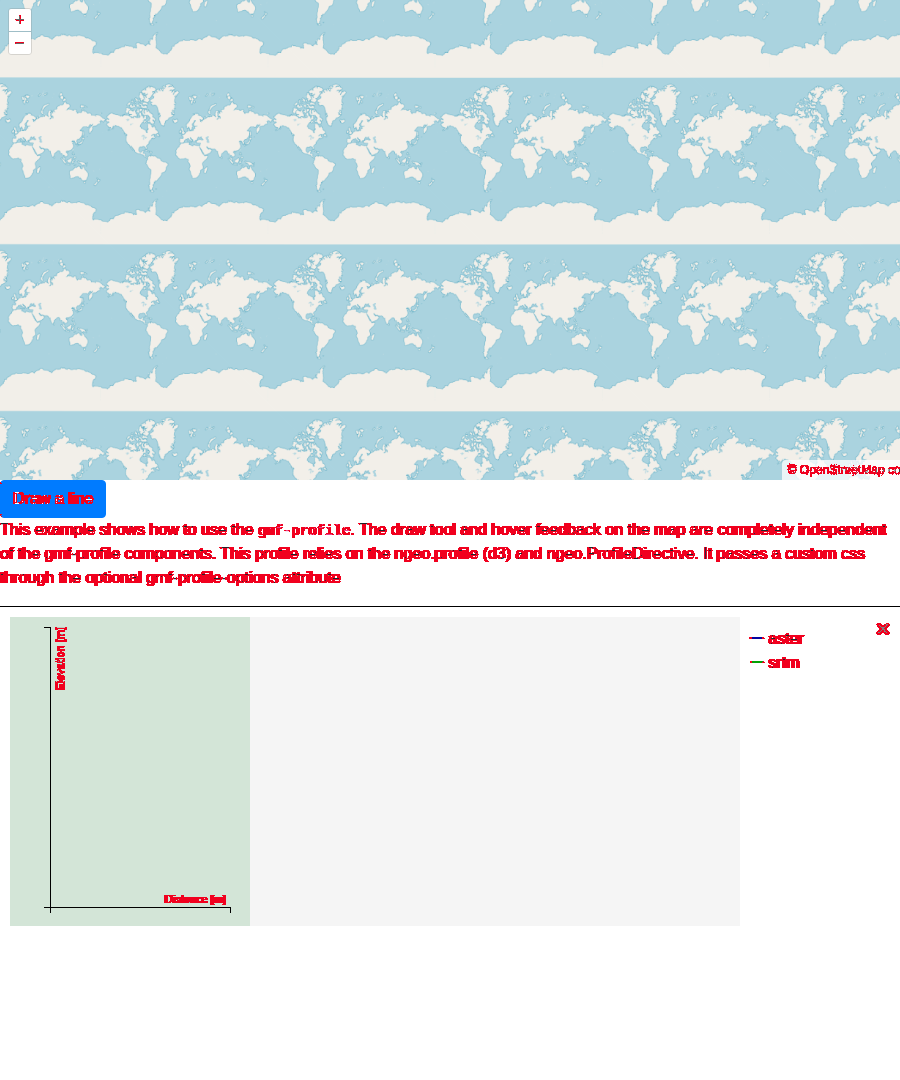 +
−
© OpenStreetMap co
Draw a line
This example shows how to use the gmf-profile. The draw tool and hover feedback on the map are completely independent
of the gmf-profile components. This profile relies on the ngeo.profile (d3) and ngeo.ProfileDirective. It passes a custom css
through the optional gmf-profile-options attribute
Elevation [m]
Distance [m]
aster
srtm
×